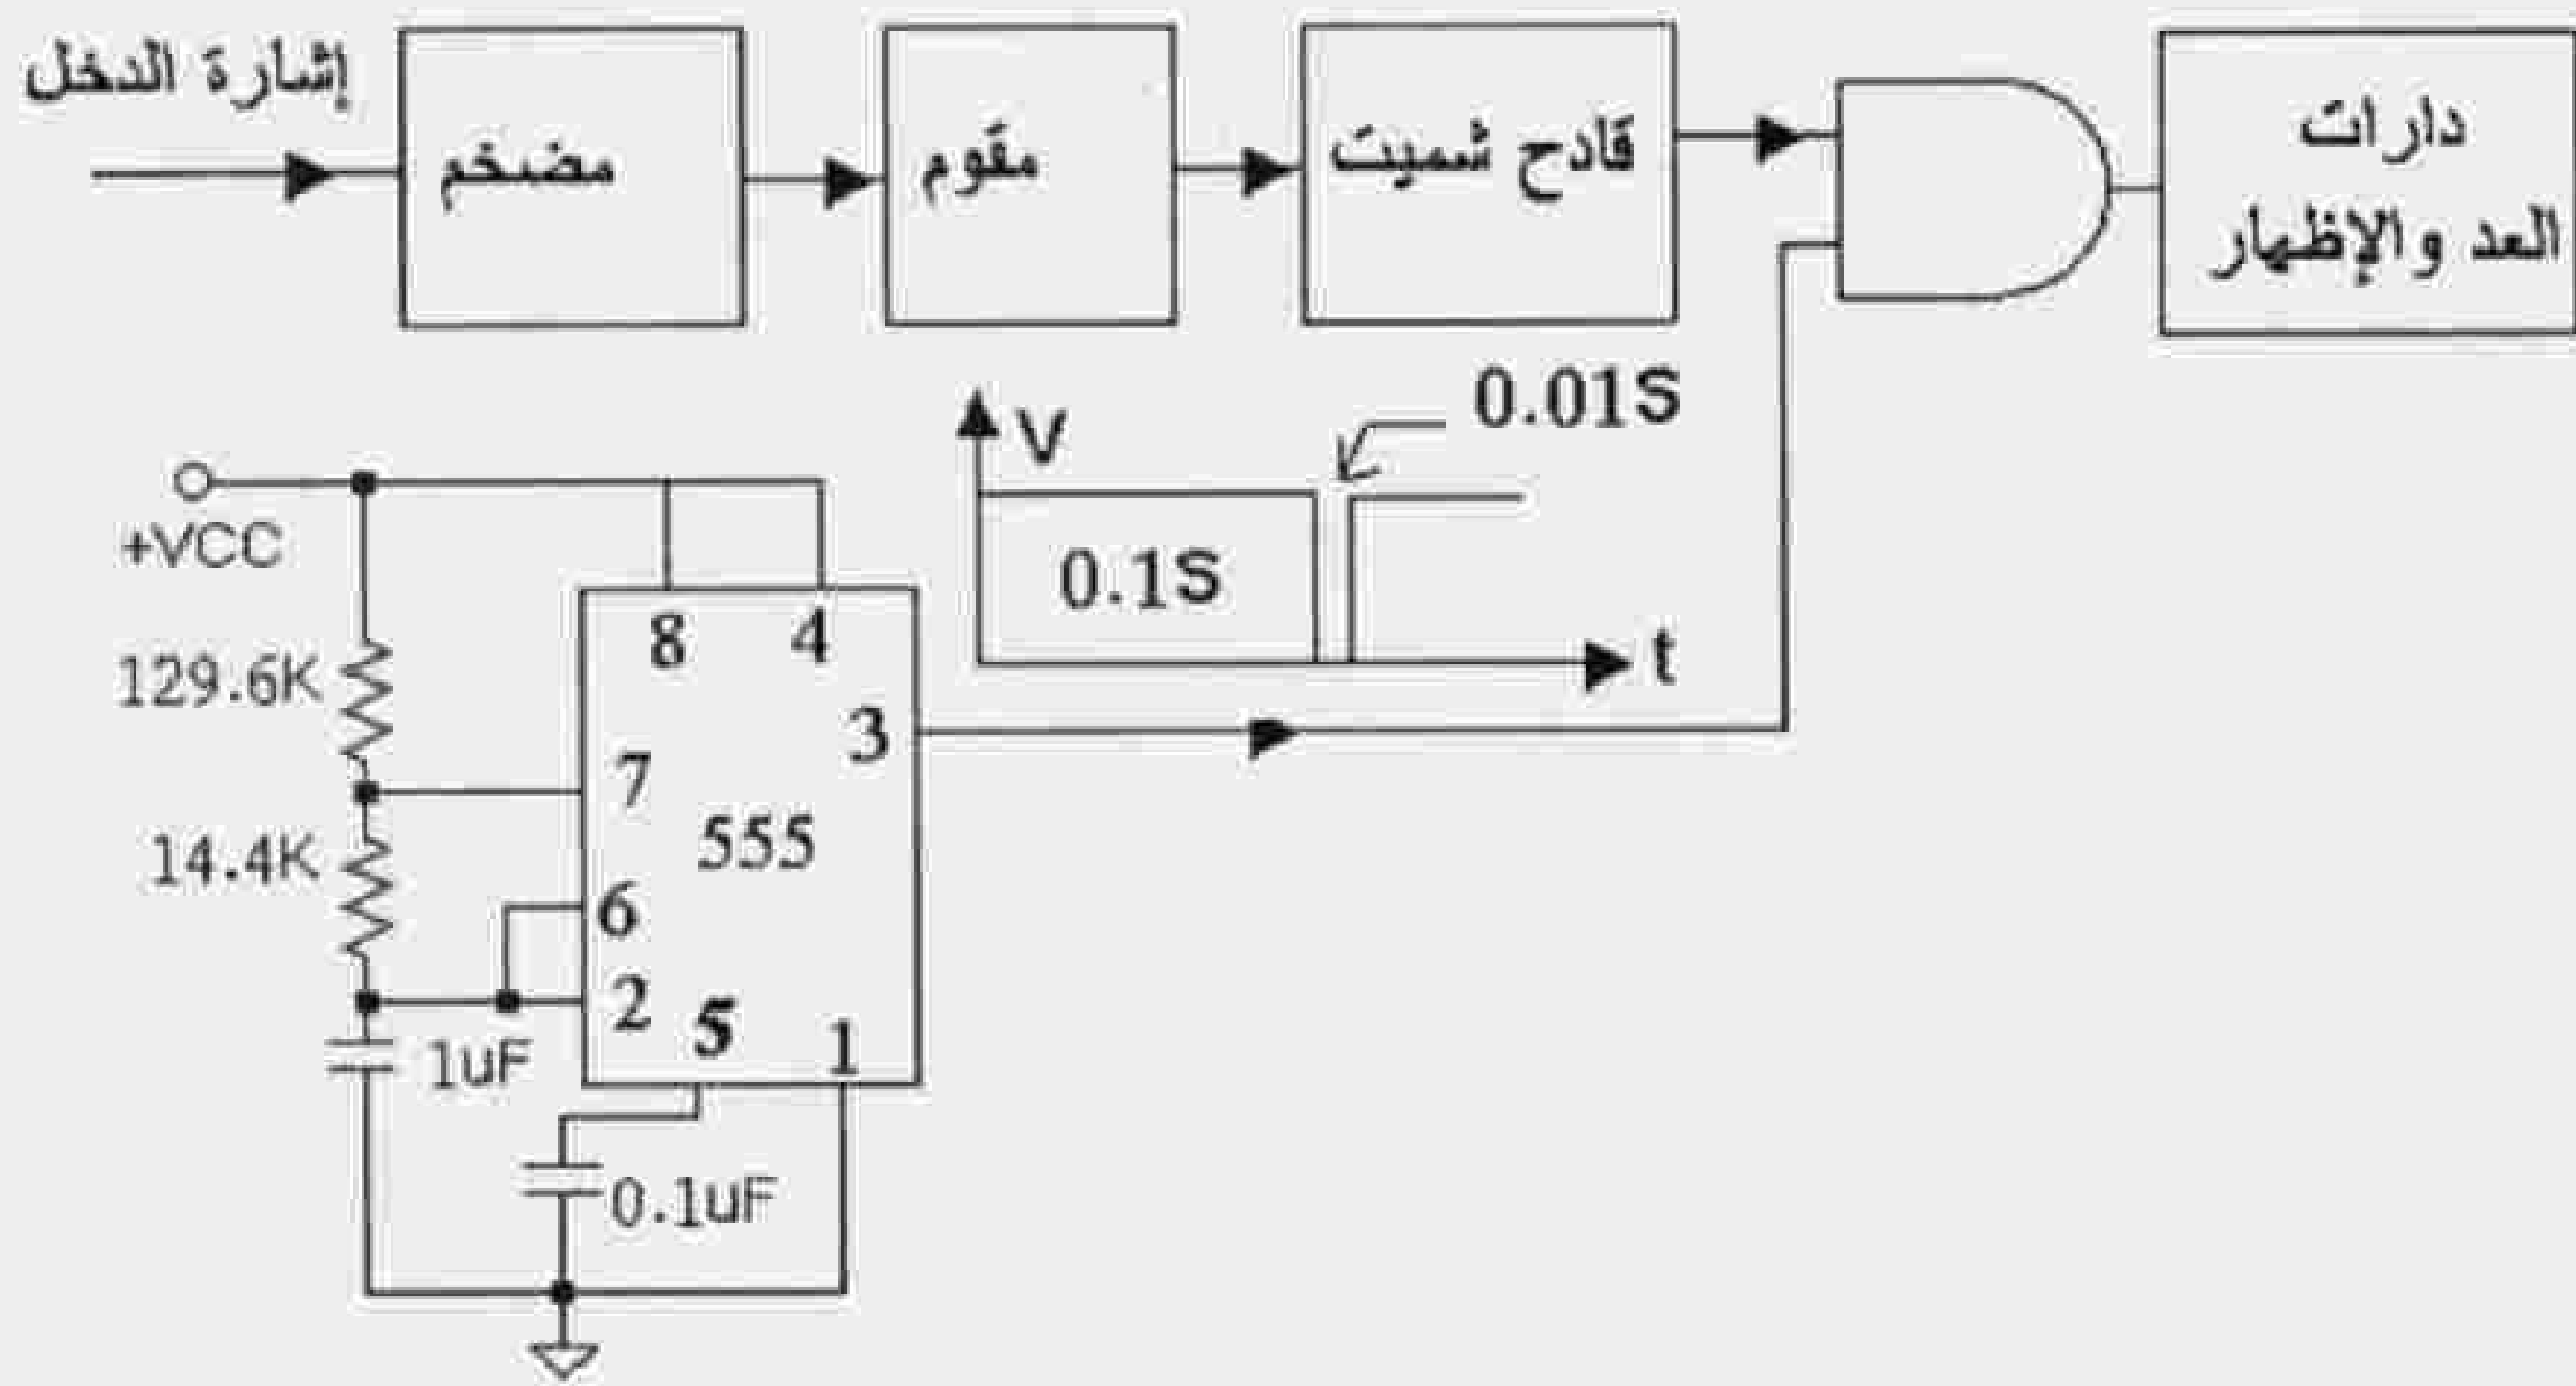 إشارة الدخل
مضخم
مقوم
قادح شميت
دارات
العد والإظهار
0.01S
V
0.1S
t
+VCC
129.6K
14.4K
8
4
3
7
555
6
2
5
1
1uF
0.1uF